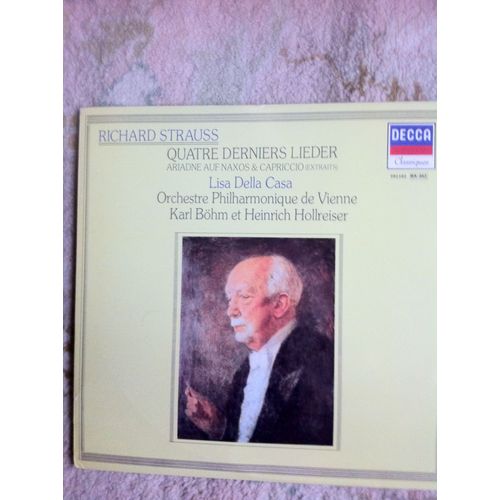 RICHARD STRAUSS
QUATRE DERNIERS LIEDER
ARIADNE AUF NAXOS & CAPRICCIO (EXTRAITS)
Lisa Della Casa
Orchestre Philharmonique de Vienne
Karl Böhm et Heinrich Hollreiser
DECCA
Classiques